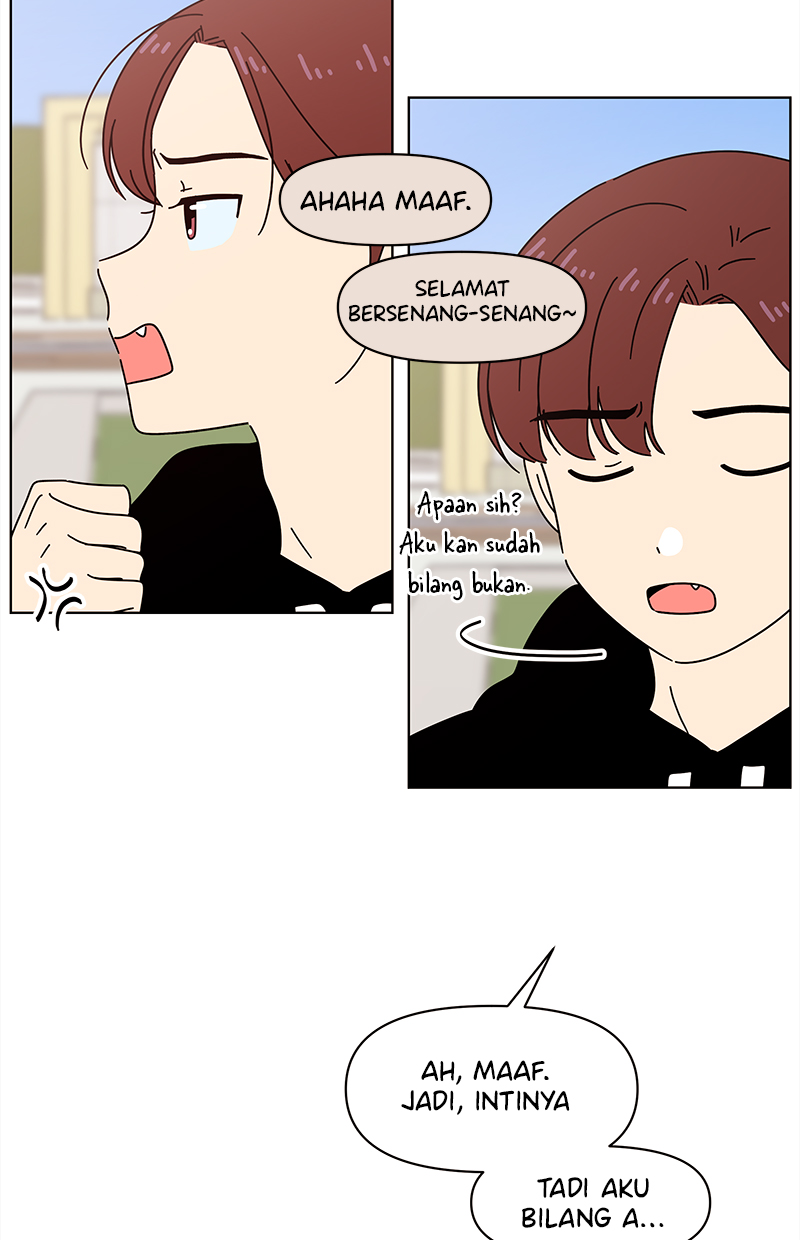 AHAHA MAAF.
SELAMAT
BERSENANG-SENANG~
Apaan sih?
Aku kan sudah
bilang bukan.
AH, MAAF.
JADI, INTINYA
TADI AKU
BILANG A...